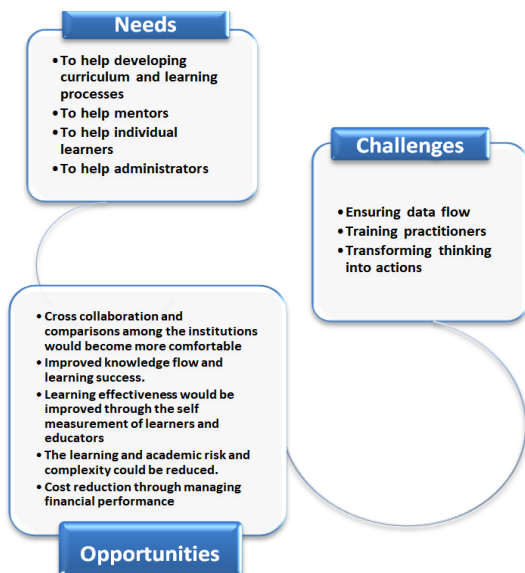 Needs
•To help developing
curriculum and learning
processes
•To help mentors
•To help individual
learners
•To help administrators
Challenges
•Ensuring data flow
•Training practitioners
•Transforming thinking
into actions
•Cross collaboration and
comparisons among the institutions
would become more comfortable
•Improved knowledge flow and
learning success.
•Learning effectiveness would be
improved through the self
measurement of learners and
educators
•The learning and academic risk and
complexity could be reduced.
•Cost reduction through managing
financial performance
Opportunities